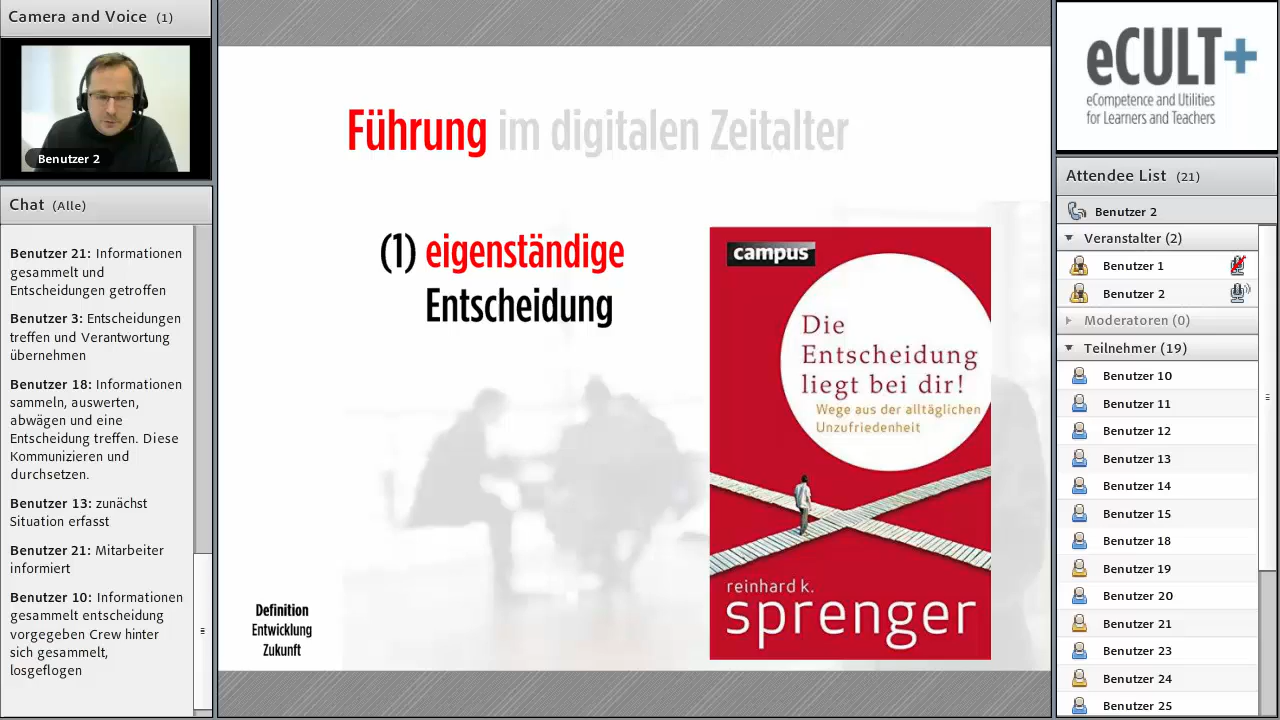 Camera and Voice (1)
Benutzer 2
Chat (Alle)
Benutzer 21: Informationen
gesammelt und
Entscheidungen getroffen
Benutzer 3: Entscheidungen
treffen und Verantwortung
übernehmen
Benutzer 18: Informationen
sammeln, auswerten,
abwägen und eine
Entscheidung treffen. Diese
Kommunizieren und
durchsetzen.
Benutzer 13: zunächst
Situation erfasst
Benutzer 21: Mitarbeiter
informiert
Benutzer 10: Informationen
gesammelt entscheidung
vorgegeben Crew hinter
sich gesammelt,
losgeflogen
Führung im digitalen Zeitalter
(1) eigenständige
Entscheidung
campus
Die
Entscheidung
liegt bei dir!
Wege aus der alltäglichen
Unzufriedenheit
reinhard k.
sprenger
Definition
Entwicklung
Zukunft
eCULT+
eCompetence and Utilities
for Learners and Teachers
Attendee List (21)
Benutzer 2
Veranstalter (2)
Benutzer 1
Benutzer 2
Moderatoren (0)
Teilnehmer (19)
Benutzer 10
Benutzer 11
Benutzer 12
Benutzer 13
Benutzer 14
Benutzer 15
Benutzer 18
Benutzer 19
Benutzer 20
Benutzer 21
Benutzer 23
Benutzer 24
Benutzer 25